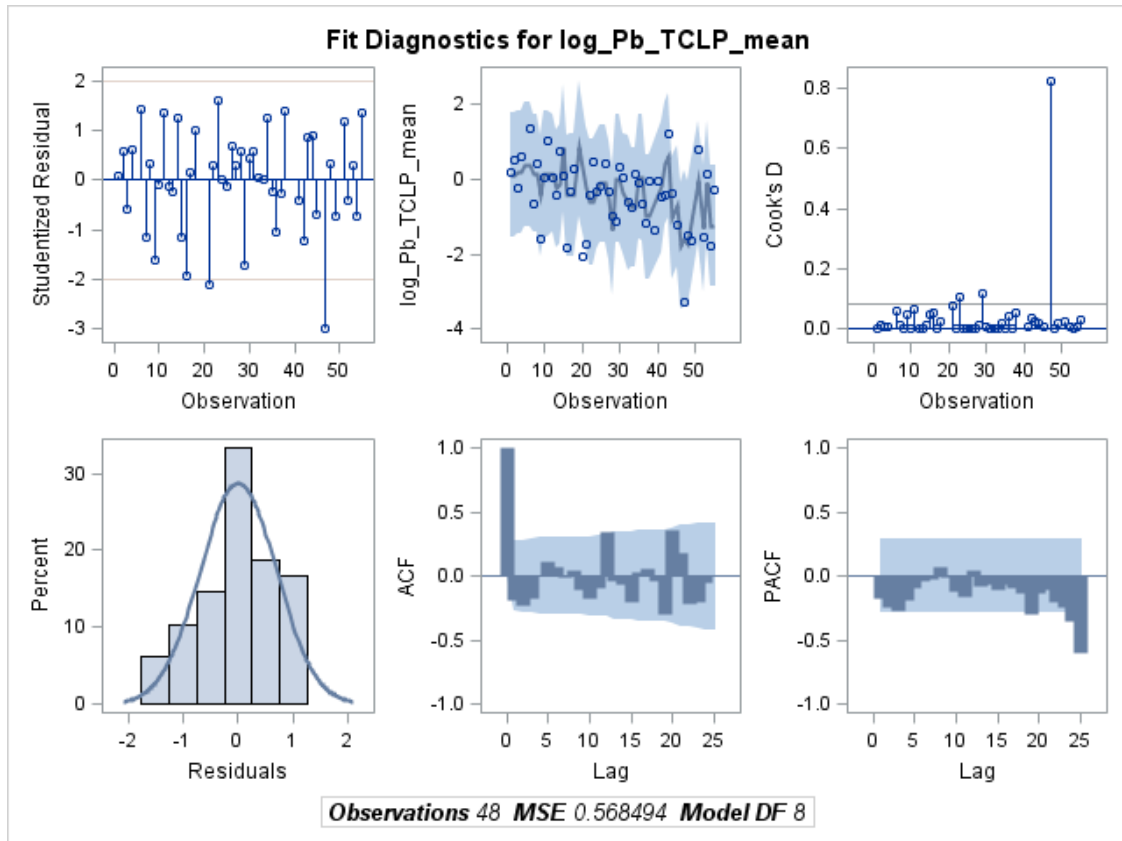 Fit Diagnostics for log_Pb_TCLP_mean
Studentized Residual
2
1
0
-1
-2
-3
0 10 20 30 40 50
Observation
log_Pb_TCLP_mean
2
0
-2
-4
0 10 20 30 40 50
Observation
Cook's D
0.8
0.6
0.4
0.2
0.0
0 10 20 30 40 50
Observation
Percent
30
20
10
0
-2 -1 0 1 2
Residuals
ACF
1.0
0.5
0.0
-0.5
-1.0
0 5 10 15 20 25
Lag
PACF
1.0
0.5
0.0
-0.5
-1.0
0 5 10 15 20 25
Lag
Observations 48 MSE 0.568494 Model DF 8